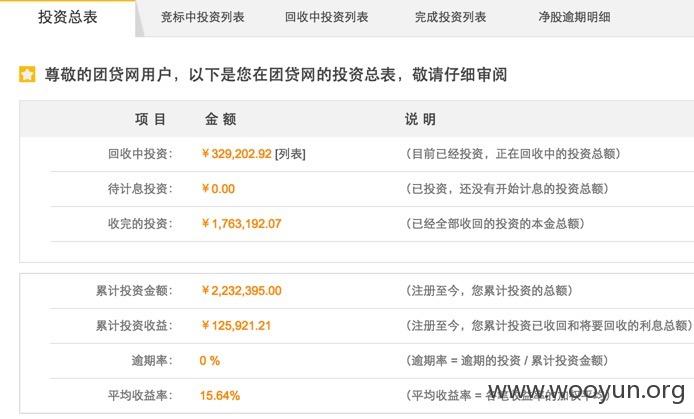 投资总表 竞标中投资列表 回收中投资列表 完成投资列表 净股逾期明细
尊敬的团贷网用户，以下是您在团贷网的投资总表，敬请仔细审阅
项 目 金 额 说 明
回收中投资： ￥329,202.92 [列表] （目前已经投资，正在回收中的投资总额）
待计息投资： ￥0.00 （已投资，还没有开始计息的投资总额）
收完的投资： ￥1,763,192.07 （已经全部收回的投资的本金总额）
累计投资金额： ￥2,232,395.00 （注册至今，您累计投资的总额）
累计投资收益： ￥125,921.21 （注册至今，您累计投资已收回和将要回收的利息总额）
逾期率： 0 % （逾期率 = 逾期的投资 / 累计投资金额）
平均收益率： 15.64% （平均收益率 = 各笔收益率的加权平均）
www.wooyun.org